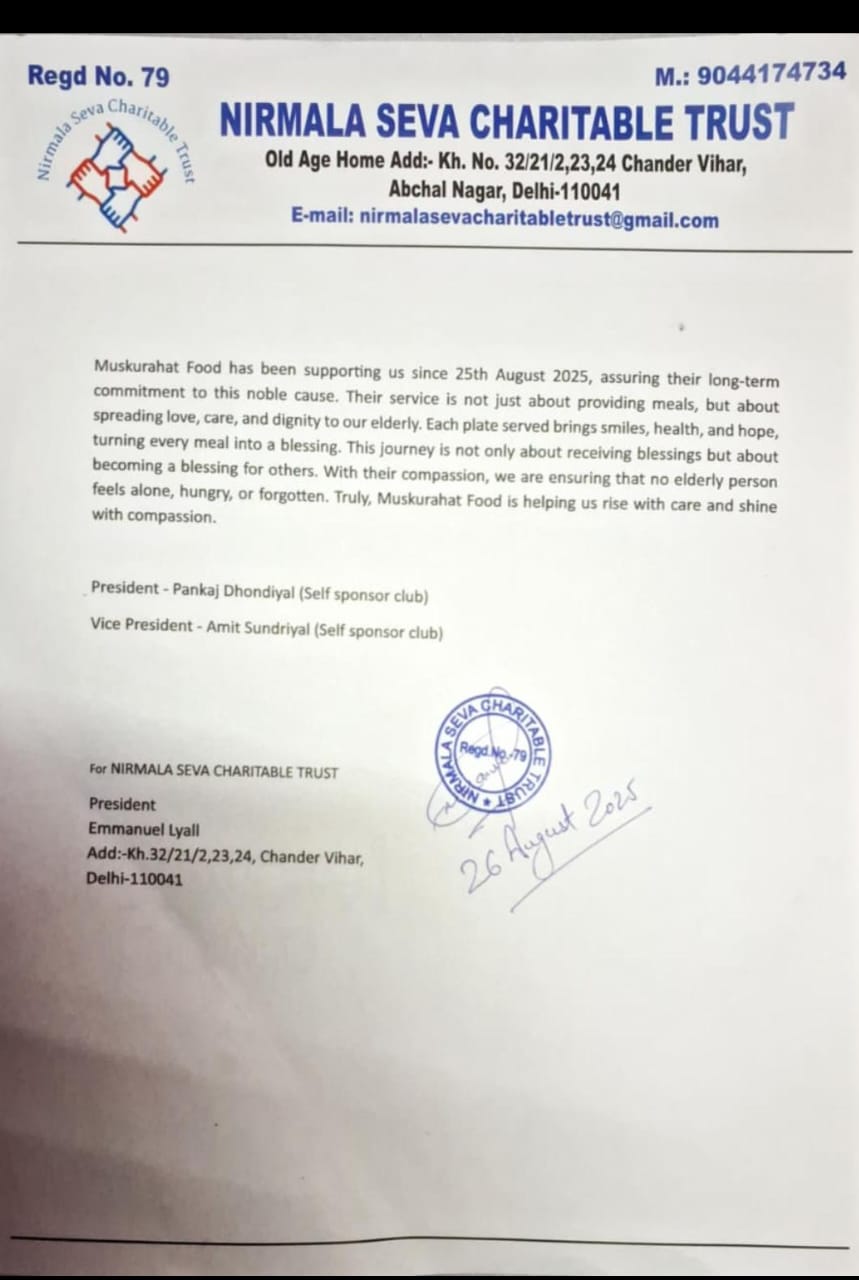 Regd No. 79
M.: 9044174734
Nirmala Seva Charitable Trust
NIRMALA SEVA CHARITABLE TRUST
Old Age Home Add:- Kh. No. 32/21/2,23,24 Chander Vihar,
Abchal Nagar, Delhi-110041
E-mail: nirmalasevacharitabletrust@gmail.com
Muskurahat Food has been supporting us since 25th August 2025, assuring their long-term
commitment to this noble cause. Their service is not just about providing meals, but about
spreading love, care, and dignity to our elderly. Each plate served brings smiles, health, and hope,
turning every meal into a blessing. This journey is not only about receiving blessings but about
becoming a blessing for others. With their compassion, we are ensuring that no elderly person
feels alone, hungry, or forgotten. Truly, Muskurahat Food is helping us rise with care and shine
with compassion.
President - Pankaj Dhondiyal (Self sponsor club)
Vice President - Amit Sundriyal (Self sponsor club)
NIRMALA SEVA CHARITABLE TRUST
Regd.No.-79
For NIRMALA SEVA CHARITABLE TRUST
President
Emmanuel Lyall
Add:-Kh.32/21/2,23,24, Chander Vihar,
Delhi-110041
26 August 2025